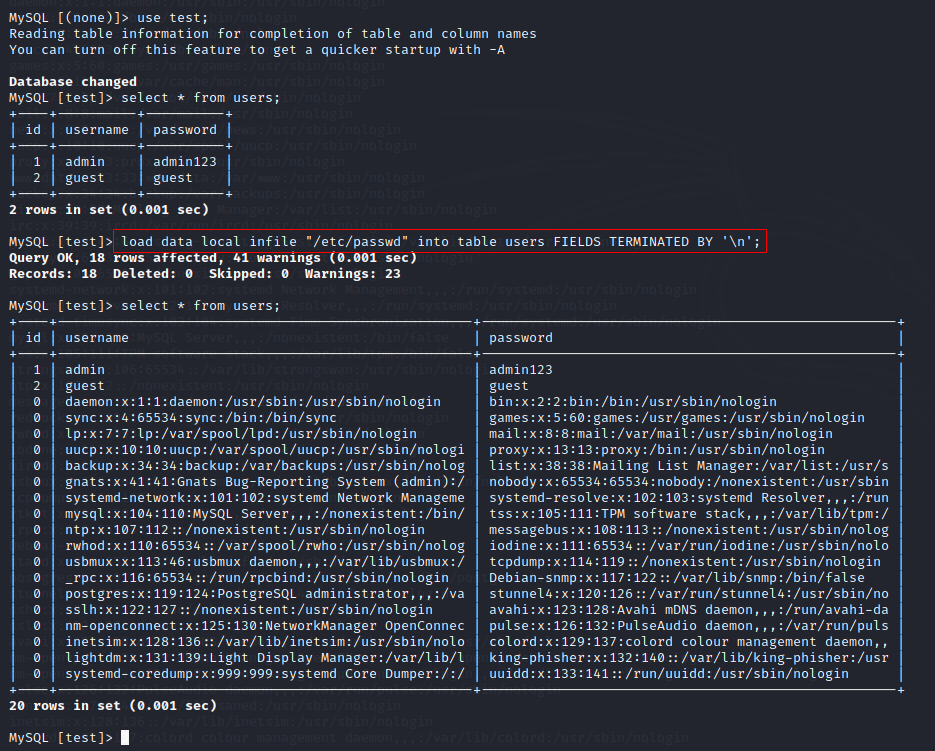 MySQL [(none)]> use test;
Reading table information for completion of table and column names
You can turn off this feature to get a quicker startup with -A
Database changed
MySQL [test]> select * from users;
| id | username | password |
| 1 | admin | admin123 |
| 2 | guest | guest |
2 rows in set (0.001 sec)
MySQL [test]> load data local infile "/etc/passwd" into table users FIELDS TERMINATED BY '\n';
Query OK, 18 rows affected, 41 warnings (0.001 sec)
Records: 18 Deleted: 0 Skipped: 0 Warnings: 23
MySQL [test]> select * from users;
| id | username | password |
| 1 | admin | admin123 |
| 2 | guest | guest |
| 0 | daemon:x:1:1:daemon:/usr/sbin:/usr/sbin/nologin | bin:x:2:2:bin:/bin:/usr/sbin/nologin |
| 0 | sync:x:4:65534:sync:/bin:/bin/sync | games:x:5:60:games:/usr/games:/usr/sbin/nologin |
| 0 | lp:x:7:7:lp:/var/spool/lpd:/usr/sbin/nologin | mail:x:8:8:mail:/var/mail:/usr/sbin/nologin |
| 0 | uucp:x:10:10:uucp:/var/spool/uucp:/usr/sbin/nologi | proxy:x:13:13:proxy:/bin:/usr/sbin/nologin |
| 0 | backup:x:34:34:backup:/var/backups:/usr/sbin/nolog | list:x:38:38:Mailing List Manager:/var/list:/usr/s |
| 0 | gnats:x:41:41:Gnats Bug-Reporting System (admin):/ | nobody:x:65534:65534:nobody:/nonexistent:/usr/sbin |
| 0 | systemd-network:x:101:102:systemd Network Manageme | systemd-resolve:x:102:103:systemd Resolver,,,:/run |
| 0 | mysql:x:104:110:MySQL Server,,,:/nonexistent:/bin/ | tss:x:105:111:TPM software stack,,,:/var/lib/tpm:/ |
| 0 | ntp:x:107:112::/nonexistent:/usr/sbin/nologin | messagebus:x:108:113::/nonexistent:/usr/sbin/nolog |
| 0 | rwhod:x:110:65534::/var/spool/rwho:/usr/sbin/nolog | iodine:x:111:65534::/var/run/iodine:/usr/sbin/nolo |
| 0 | usbmux:x:113:46:usbmux daemon,,,:/var/lib/usbmux:/ | tcpdump:x:114:119::/nonexistent:/usr/sbin/nologin |
| 0 | _rpc:x:116:65534::/run/rpcbind:/usr/sbin/nologin | Debian-snmp:x:117:122::/var/lib/snmp:/bin/false |
| 0 | postgres:x:119:124:PostgreSQL administrator,,,:/va | stunnel4:x:120:126::/var/run/stunnel4:/usr/sbin/no |
| 0 | sslh:x:122:127::/nonexistent:/usr/sbin/nologin | avahi:x:123:128:Avahi mDNS daemon,,,:/run/avahi-da |
| 0 | nm-openconnect:x:125:130:NetworkManager OpenConnec | pulse:x:126:132:PulseAudio daemon,,,:/var/run/puls |
| 0 | inetsim:x:128:136::/var/lib/inetsim:/usr/sbin/nolo | colord:x:129:137:colord colour management daemon,, |
| 0 | lightdm:x:131:139:Light Display Manager:/var/lib/l | king-phisher:x:132:140::/var/lib/king-phisher:/usr |
| 0 | systemd-coredump:x:999:999:systemd Core Dumper:/:/ | uuidd:x:133:141::/run/uuidd:/usr/sbin/nologin |
20 rows in set (0.001 sec)
MySQL [test]>